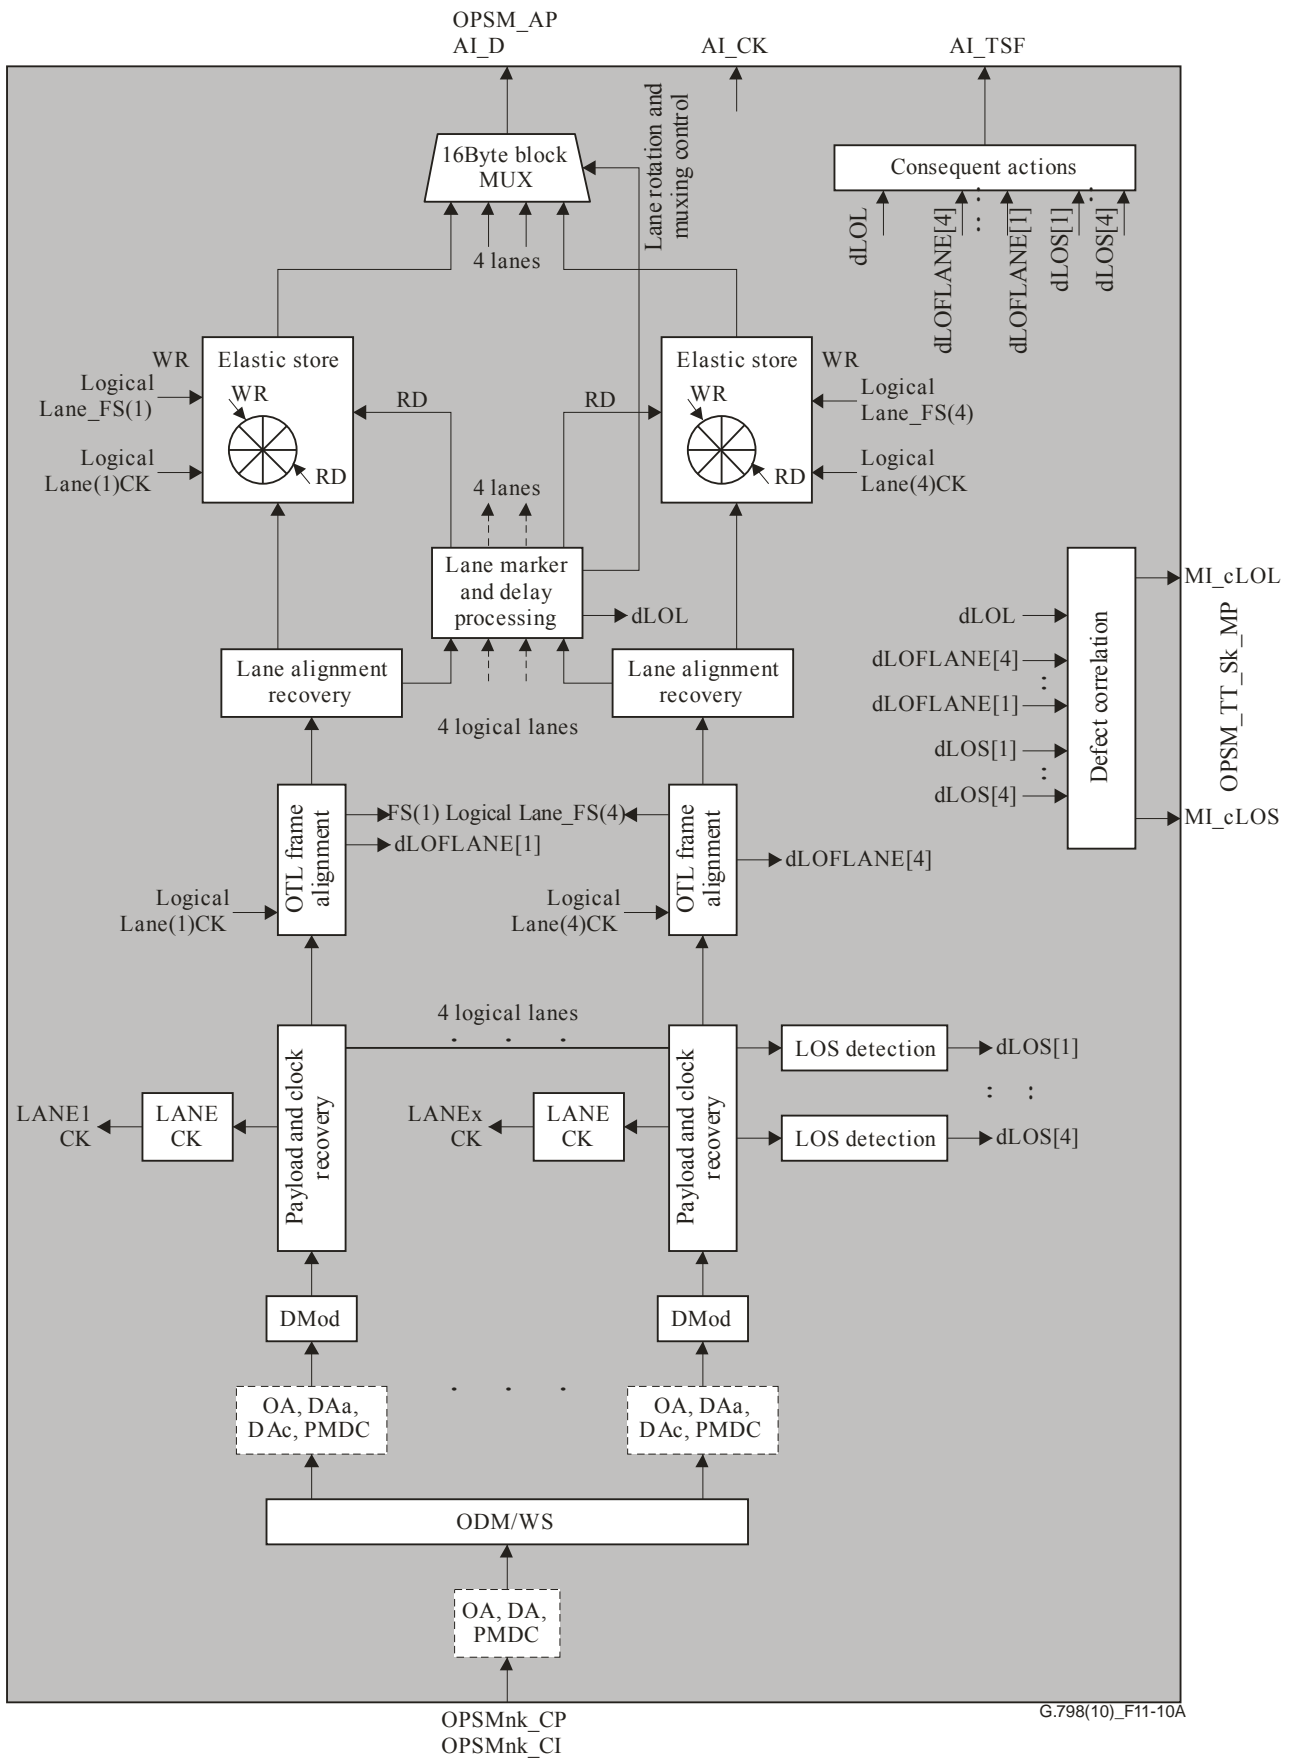 OPSM_AP
AI_D
AI_CK
AI_TSF
16Byte block
MUX
Lane rotation and
muxing control
Consequent actions
dLOL
dLOFLANE[4]
dLOFLANE[1]
dLOS[1]
dLOS[4]
4 lanes
WR
Logical
Lane_FS(1)
Logical
Lane(1)CK
Elastic store
WR
RD
RD
RD
Elastic store
WR
RD
WR
Logical
Lane_FS(4)
Logical
Lane(4)CK
4 lanes
Lane marker
and delay
processing
dLOL
Lane alignment
recovery
Lane alignment
recovery
4 logical lanes
dLOL
dLOFLANE[4]
dLOFLANE[1]
dLOS[1]
dLOS[4]
Defect correlation
MI_cLOL
OPSM_TT_Sk_MP
MI_cLOS
OTL frame
alignment
FS(1) Logical Lane_FS(4)
dLOFLANE[1]
OTL frame
alignment
dLOFLANE[4]
Logical
Lane(1)CK
Logical
Lane(4)CK
4 logical lanes
Payload and clock
recovery
Payload and clock
recovery
LOS detection
dLOS[1]
LOS detection
dLOS[4]
LANE1
CK
LANE
CK
LANEx
CK
LANE
CK
DMod
DMod
OA, DAa,
DAc, PMDC
OA, DAa,
DAc, PMDC
ODM/WS
OA, DA,
PMDC
OPSMnk_CP
OPSMnk_CI
G.798(10)_F11-10A